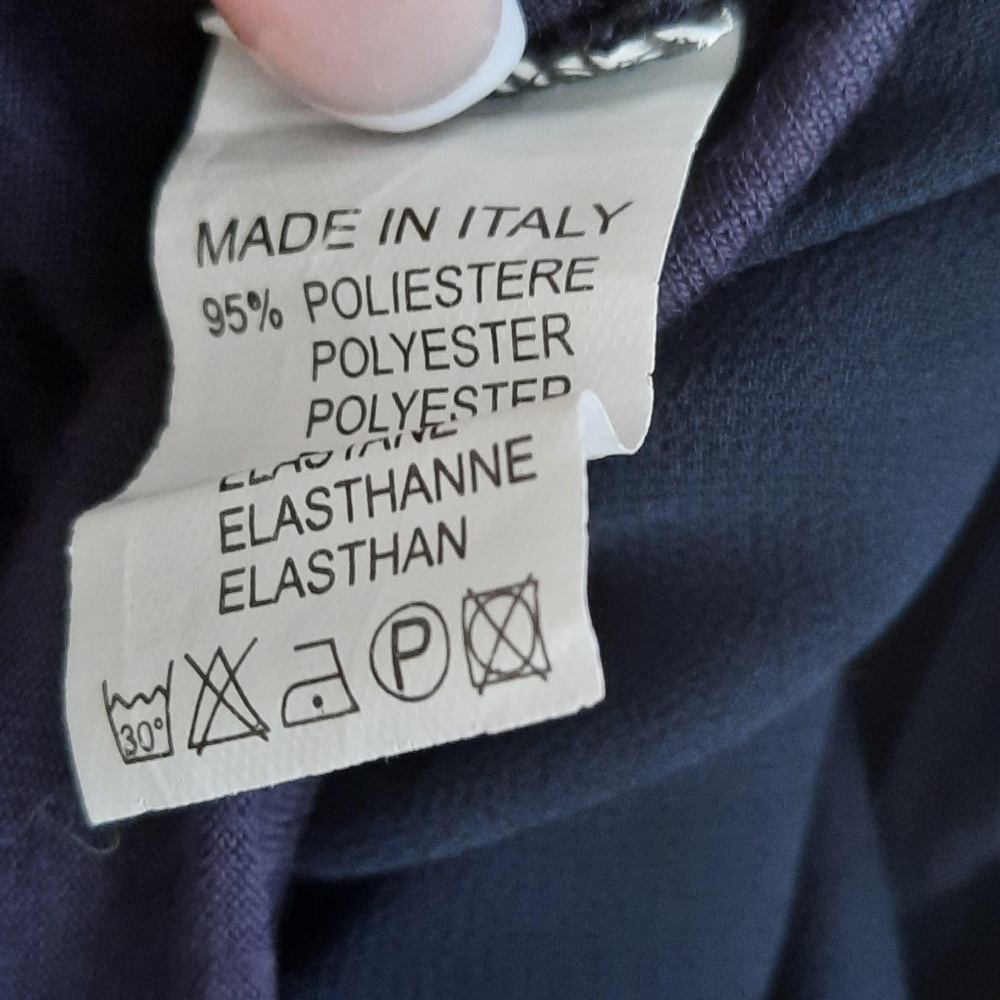 MADE IN ITALY
95% POLIESTERE
POLYESTER
POLYESTER
ELASTHANNE
ELASTHAN
30°
P